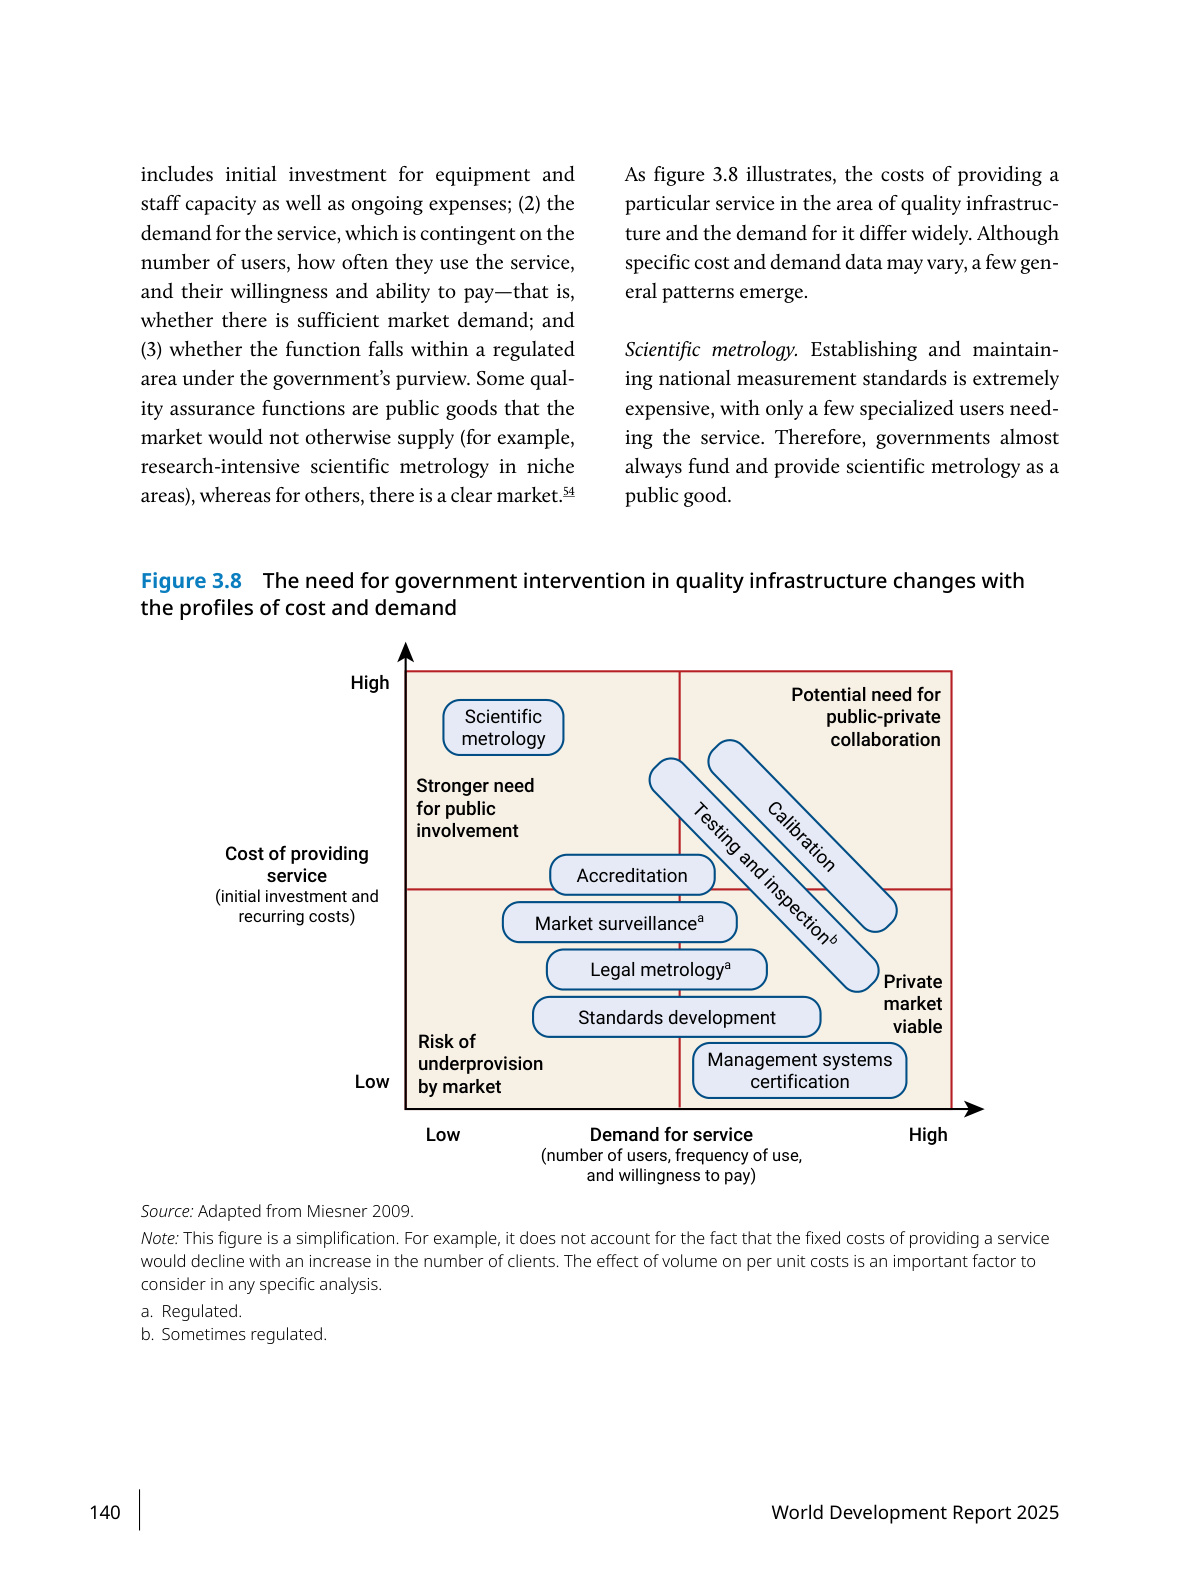 includes initial investment for equipment and
staff capacity as well as ongoing expenses; (2) the
demand for the service, which is contingent on the
number of users, how often they use the service,
and their willingness and ability to pay—that is,
whether there is sufficient market demand; and
(3) whether the function falls within a regulated
area under the government's purview. Some qual-
ity assurance functions are public goods that the
market would not otherwise supply (for example,
research-intensive scientific metrology in niche
areas), whereas for others, there is a clear market.54
As figure 3.8 illustrates, the costs of providing a
particular service in the area of quality infrastruc-
ture and the demand for it differ widely. Although
specific cost and demand data may vary, a few gen-
eral patterns emerge.
Scientific metrology. Establishing and maintain-
ing national measurement standards is extremely
expensive, with only a few specialized users need-
ing the service. Therefore, governments almost
always fund and provide scientific metrology as a
public good.
Figure 3.8 The need for government intervention in quality infrastructure changes with
the profiles of cost and demand
High
Scientific
metrology
Potential need for
public-private
collaboration
Stronger need
for public
involvement
Calibration
Testing and inspectionb
Cost of providing
service
(initial investment and
recurring costs)
Accreditation
Market surveillancea
Legal metrologya
Private
market
viable
Standards development
Risk of
underprovision
by market
Management systems
certification
Low
Low
Demand for service
(number of users, frequency of use,
and willingness to pay)
High
Source: Adapted from Miesner 2009.
Note: This figure is a simplification. For example, it does not account for the fact that the fixed costs of providing a service
would decline with an increase in the number of clients. The effect of volume on per unit costs is an important factor to
consider in any specific analysis.
a. Regulated.
b. Sometimes regulated.
140
World Development Report 2025